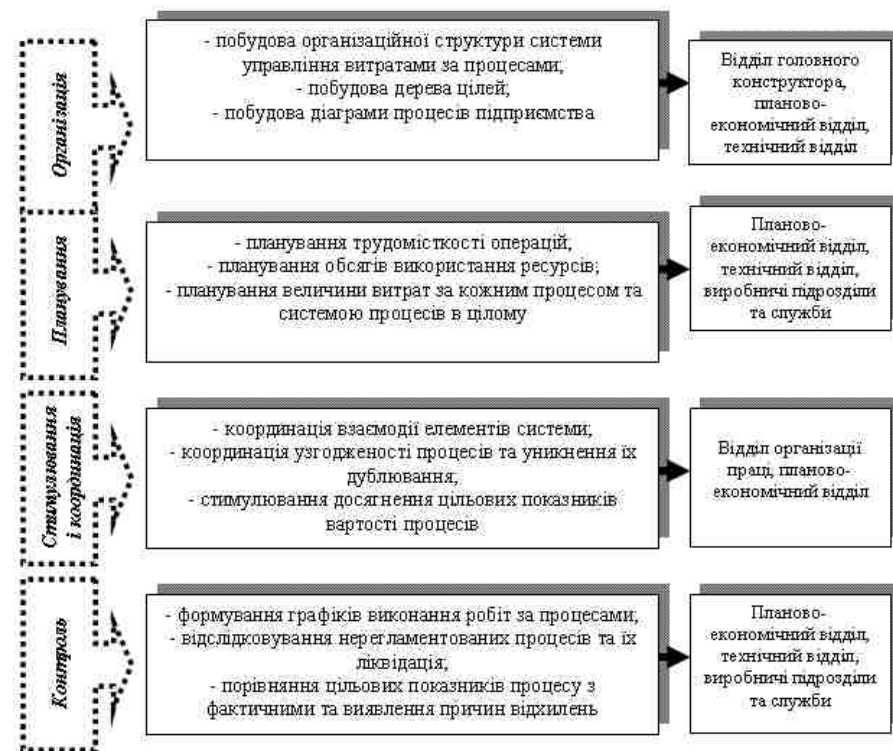 Організація
- побудова організаційної структури системи
управління витратами за процесами;
- побудова дерева цілей;
- побудова діаграми процесів підприємства
Відділ головного
конструктора,
планово-
економічний відділ,
технічний відділ
Планування
- планування трудомісткості операцій;
- планування обсягів використання ресурсів;
- планування величини витрат за кожним процесом та
системою процесів в цілому
Планово-
економічний відділ,
технічний відділ,
виробничі підрозділи
та служби
Стимулювання
і координація
- координація взаємодії елементів системи;
- координація узгодженості процесів та уникнення їх
дублювання;
- стимулювання досягнення цільових показників
вартості процесів
Відділ організації
праці, планово-
економічний відділ
Контроль
- формування графіків виконання робіт за процесами;
- відслідковування нерегламентованих процесів та їх
ліквідація;
- порівняння цільових показників процесу з
фактичними та виявлення причин відхилень
Планово-
економічний відділ,
технічний відділ,
виробничі підрозділи
та служби